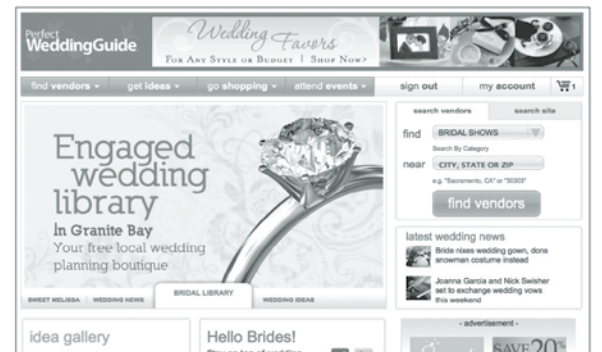 Perfect
WeddingGuide
Wedding Favors
FOR ANY STYLE OR BUDGET | SHOP NOW>
find vendors
get ideas
go shopping
attend events
sign out
my account
1
Engaged
wedding
library
In Granite Bay
Your free local wedding
planning boutique
SWEET MELISSA
WEDDING NEWS
BRIDAL LIBRARY
WEDDING IDEAS
search vendors
search site
find
BRIDAL SHOWS
Search By Category
near
CITY, STATE OR ZIP
e.g. "Sacramento, CA" or "30303"
find vendors
latest wedding news
Bride nixes wedding gown, dons
snowman costume instead
Joanna Garcia and Nick Swisher
set to exchange wedding vows
this weekend
idea gallery
Hello Brides!
- advertisement -
SAVE 20%